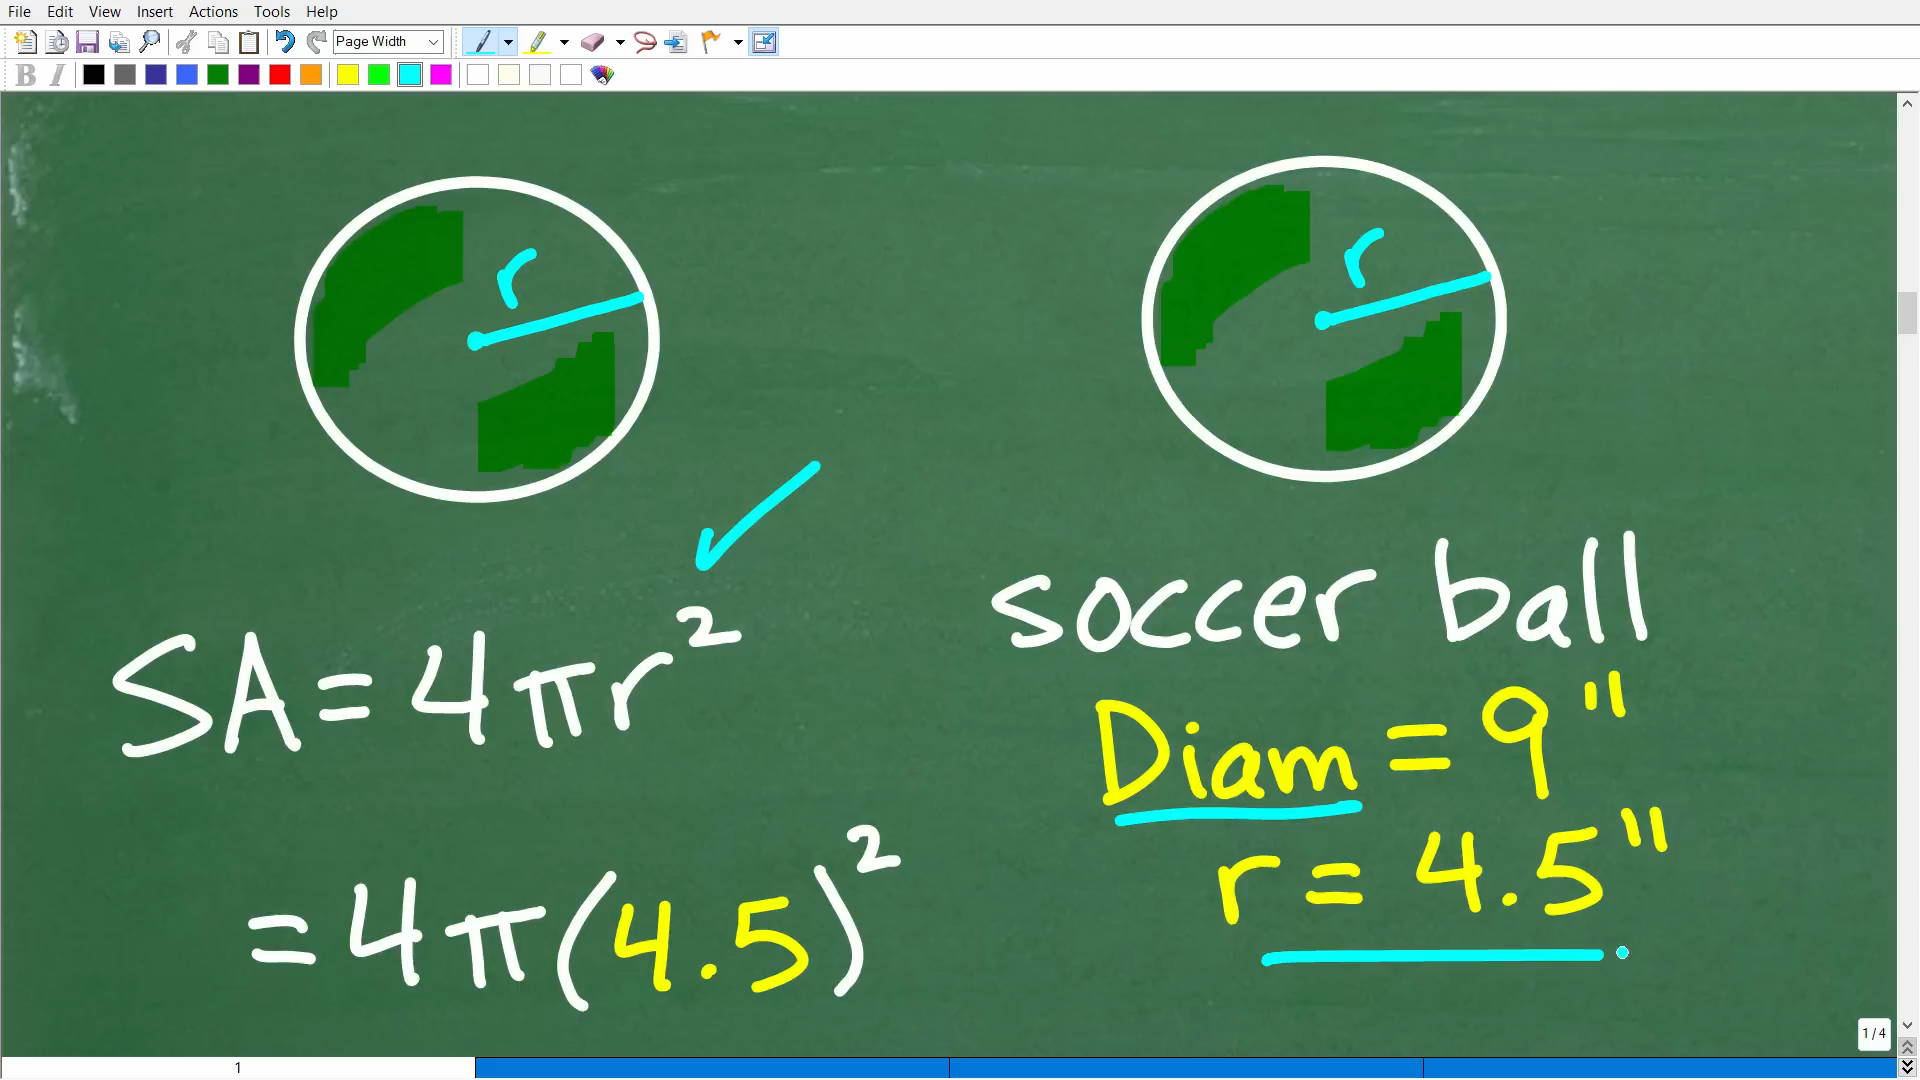 File Edit View Insert Actions Tools Help
Page Width
B I
r
r
SA = 4πr²
= 4π(4.5)²
soccer ball
Diam = 9"
r = 4.5"
1 / 4
1